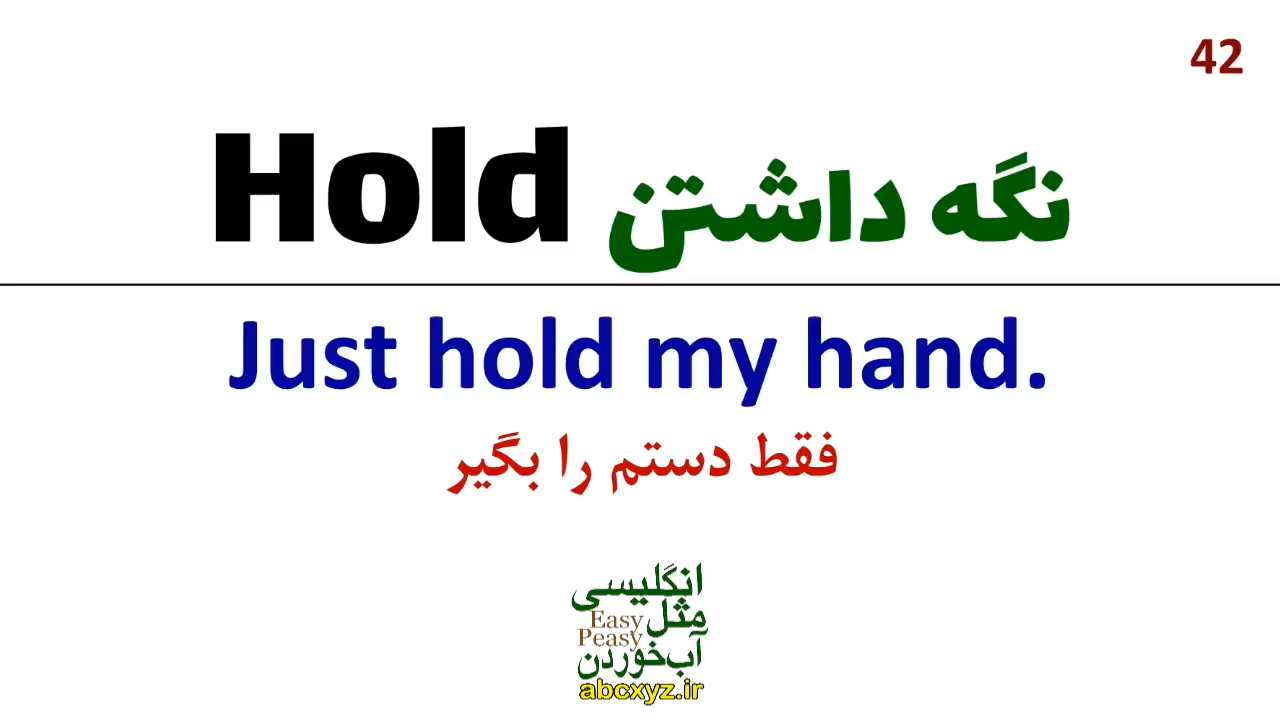 42
Hold نگه داشتن
Just hold my hand.
فقط دستم را بگیر
انگلیسی
مثل Easy
Peasy
آب خوردن
abcxyz.ir